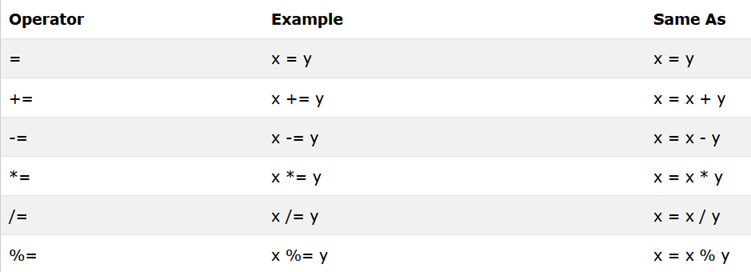 Operator Example Same As
= x = y x = y
+= x += y x = x + y
-= x -= y x = x - y
*= x *= y x = x * y
/= x /= y x = x / y
%= x %= y x = x % y